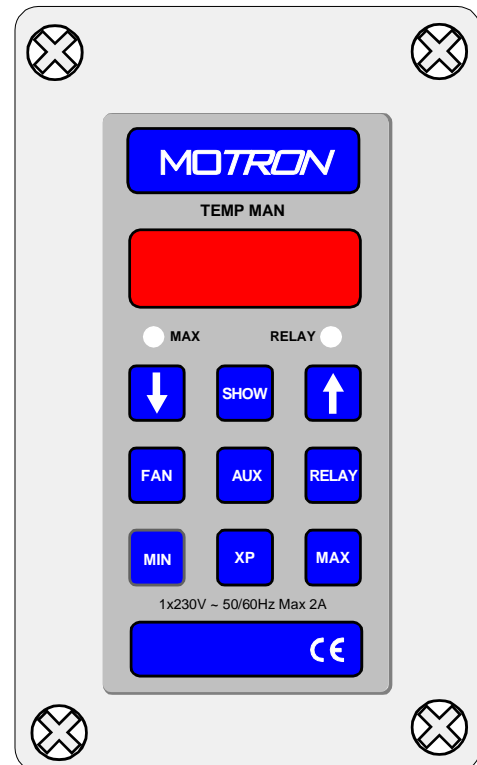 MOTRON
TEMP MAN
MAX RELAY
SHOW
FAN AUX RELAY
MIN XP MAX
1x230V ~ 50/60Hz Max 2A
CE